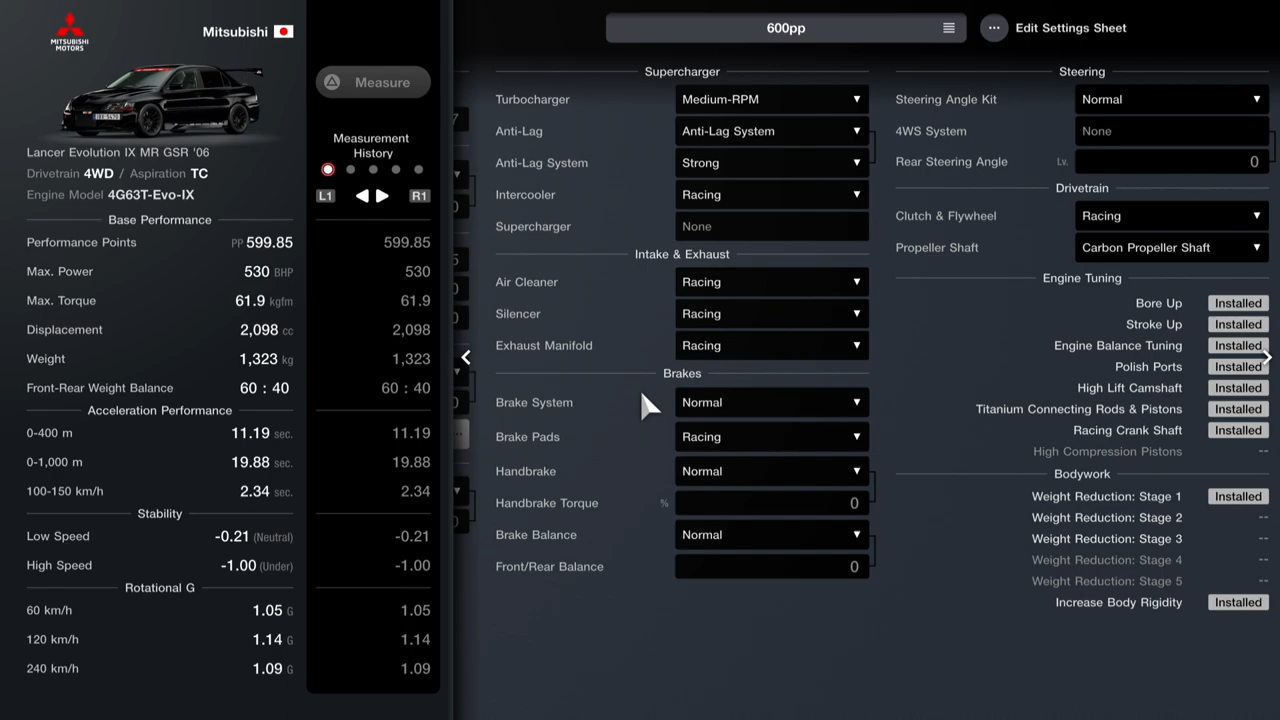 MITSUBISHI
MOTORS
Mitsubishi
Lancer Evolution IX MR GSR '06
Drivetrain 4WD / Aspiration TC
Engine Model 4G63T-Evo-IX
Base Performance
Performance Points PP 599.85
Max. Power 530 BHP
Max. Torque 61.9 kgfm
Displacement 2,098 cc
Weight 1,323 kg
Front-Rear Weight Balance 60 : 40
Acceleration Performance
0-400 m 11.19 sec.
0-1,000 m 19.88 sec.
100-150 km/h 2.34 sec.
Stability
Low Speed -0.21 (Neutral)
High Speed -1.00 (Under)
Rotational G
60 km/h 1.05 G
120 km/h 1.14 G
240 km/h 1.09 G
Measure
Measurement
History
L1 R1
599.85
530
61.9
2,098
1,323
60 : 40
11.19
19.88
2.34
-0.21
-1.00
1.05
1.14
1.09
600pp
Edit Settings Sheet
Supercharger
Turbocharger Medium-RPM
Anti-Lag Anti-Lag System
Anti-Lag System Strong
Intercooler Racing
Supercharger None
Intake & Exhaust
Air Cleaner Racing
Silencer Racing
Exhaust Manifold Racing
Brakes
Brake System Normal
Brake Pads Racing
Handbrake Normal
Handbrake Torque % 0
Brake Balance Normal
Front/Rear Balance 0
Steering
Steering Angle Kit Normal
4WS System None
Rear Steering Angle Lv. 0
Drivetrain
Clutch & Flywheel Racing
Propeller Shaft Carbon Propeller Shaft
Engine Tuning
Bore Up Installed
Stroke Up Installed
Engine Balance Tuning Installed
Polish Ports Installed
High Lift Camshaft Installed
Titanium Connecting Rods & Pistons Installed
Racing Crank Shaft Installed
High Compression Pistons --
Bodywork
Weight Reduction: Stage 1 Installed
Weight Reduction: Stage 2 --
Weight Reduction: Stage 3 --
Weight Reduction: Stage 4 --
Weight Reduction: Stage 5 --
Increase Body Rigidity Installed